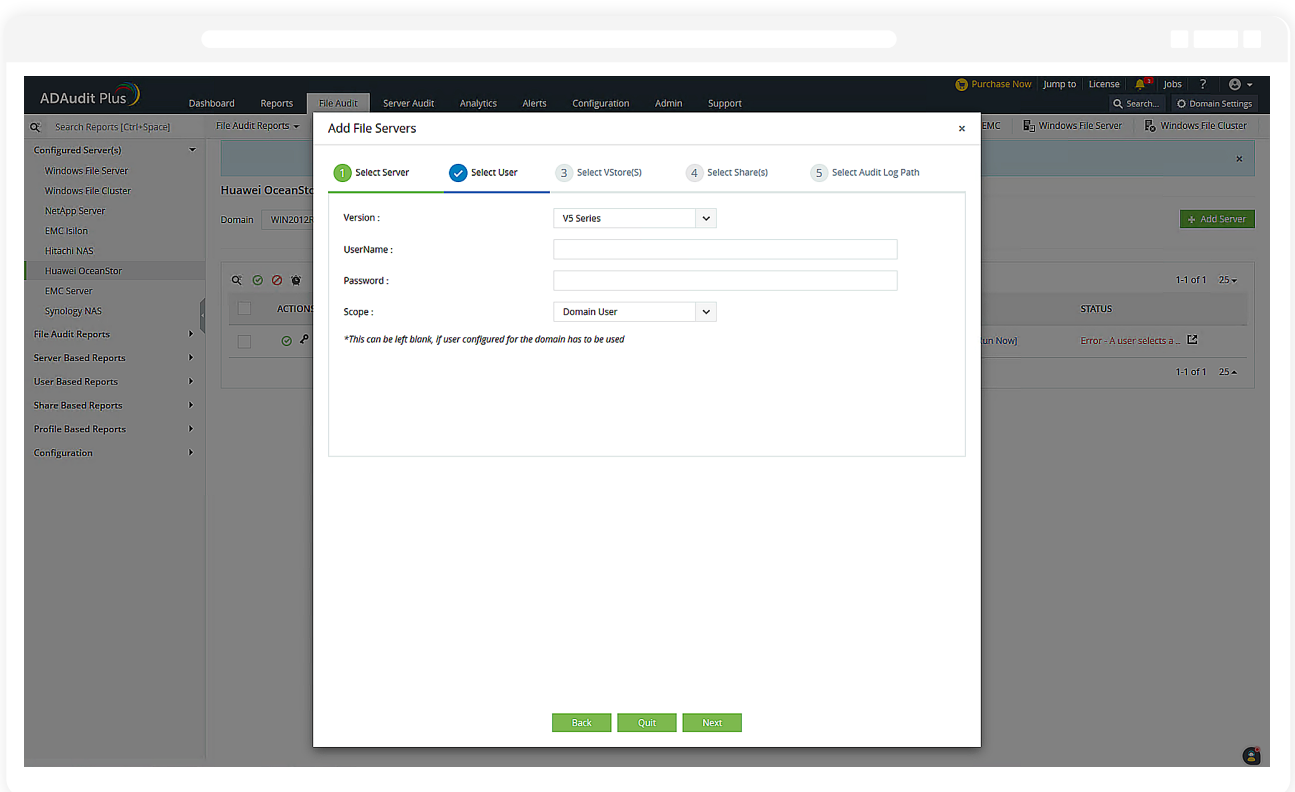 ADAudit Plus
Purchase Now Jump to License 3 Jobs ?
Dashboard Reports File Audit Server Audit Analytics Alerts Configuration Admin Support
Search... Domain Settings
Search Reports [Ctrl+Space]
File Audit Reports
EMC Windows File Server Windows File Cluster
Configured Server(s)
Windows File Server
Windows File Cluster
NetApp Server
EMC Isilon
Hitachi NAS
Huawei OceanStor
EMC Server
Synology NAS
File Audit Reports
Server Based Reports
User Based Reports
Share Based Reports
Profile Based Reports
Configuration
Huawei OceanSto
Domain WIN2012R
+ Add Server
1-1 of 1 25
ACTIONS
STATUS
un Now] Error - A user selects a ...
1-1 of 1 25
Add File Servers ×
1 Select Server Select User 3 Select VStore(S) 4 Select Share(s) 5 Select Audit Log Path
Version : V5 Series
UserName :
Password :
Scope : Domain User
*This can be left blank, if user configured for the domain has to be used
Back Quit Next